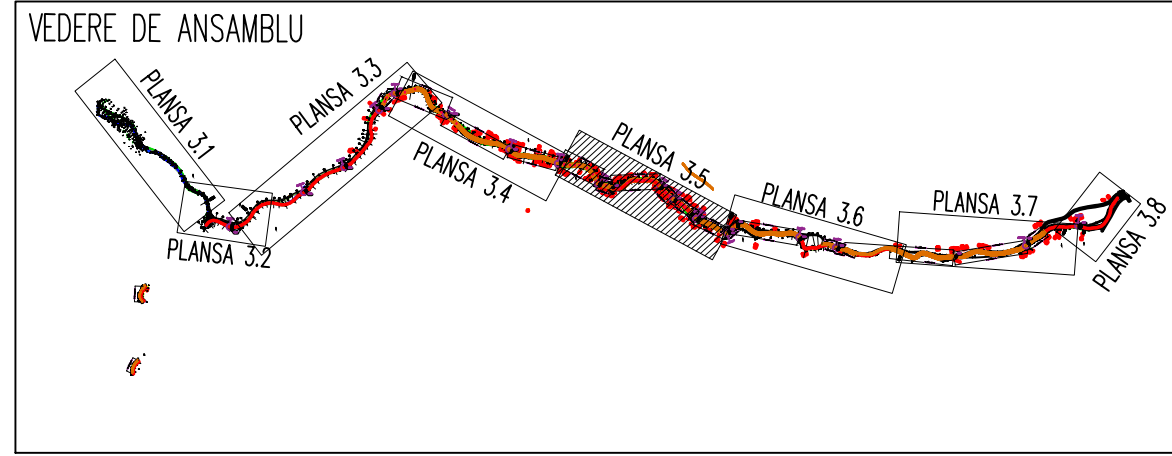 VEDERE DE ANSAMBLU
PLANSA 3.1
PLANSA 3.2
PLANSA 3.3
PLANSA 3.4
PLANSA 3.5
PLANSA 3.6
PLANSA 3.7
PLANSA 3.8